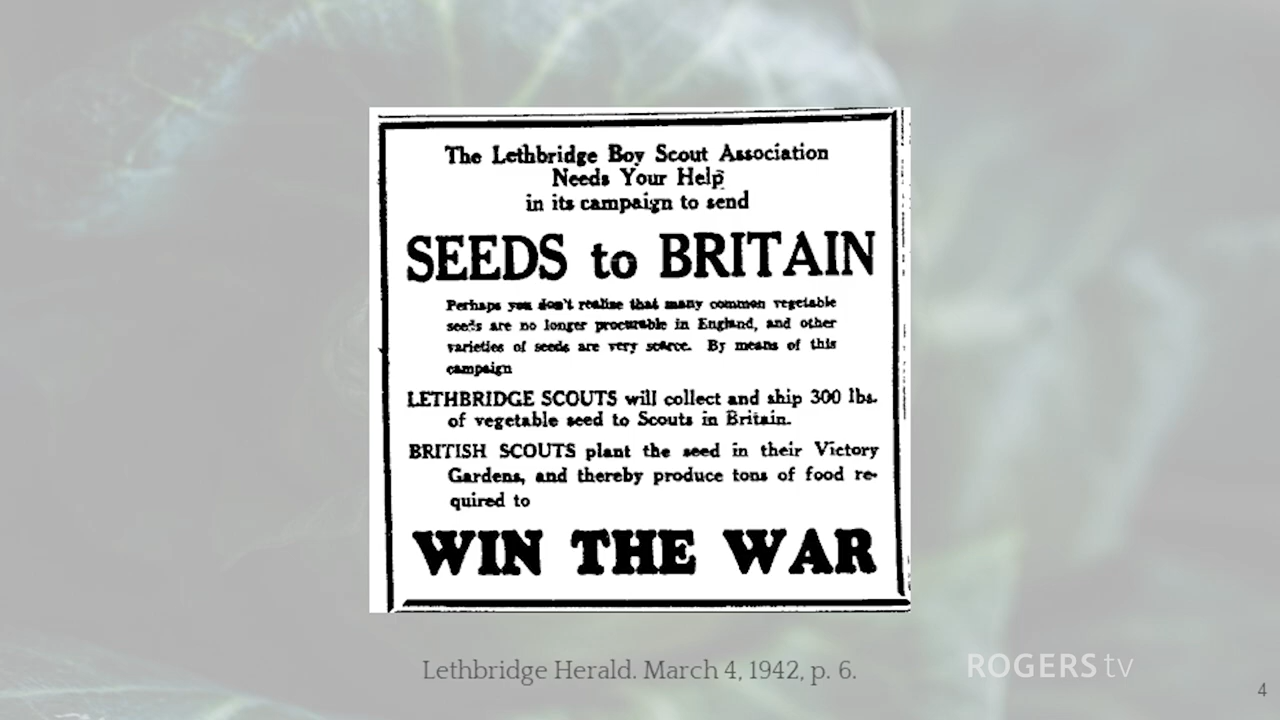 The Lethbridge Boy Scout Association
Needs Your Help
in its campaign to send
SEEDS to BRITAIN
Perhaps you don't realize that many common vegetable
seeds are no longer procurable in England, and other
varieties of seeds are very scarce. By means of this
campaign
LETHBRIDGE SCOUTS will collect and ship 300 lbs.
of vegetable seed to Scouts in Britain.
BRITISH SCOUTS plant the seed in their Victory
Gardens, and thereby produce tons of food re-
quired to
WIN THE WAR
Lethbridge Herald. March 4, 1942, p. 6.
ROGERS tv
4